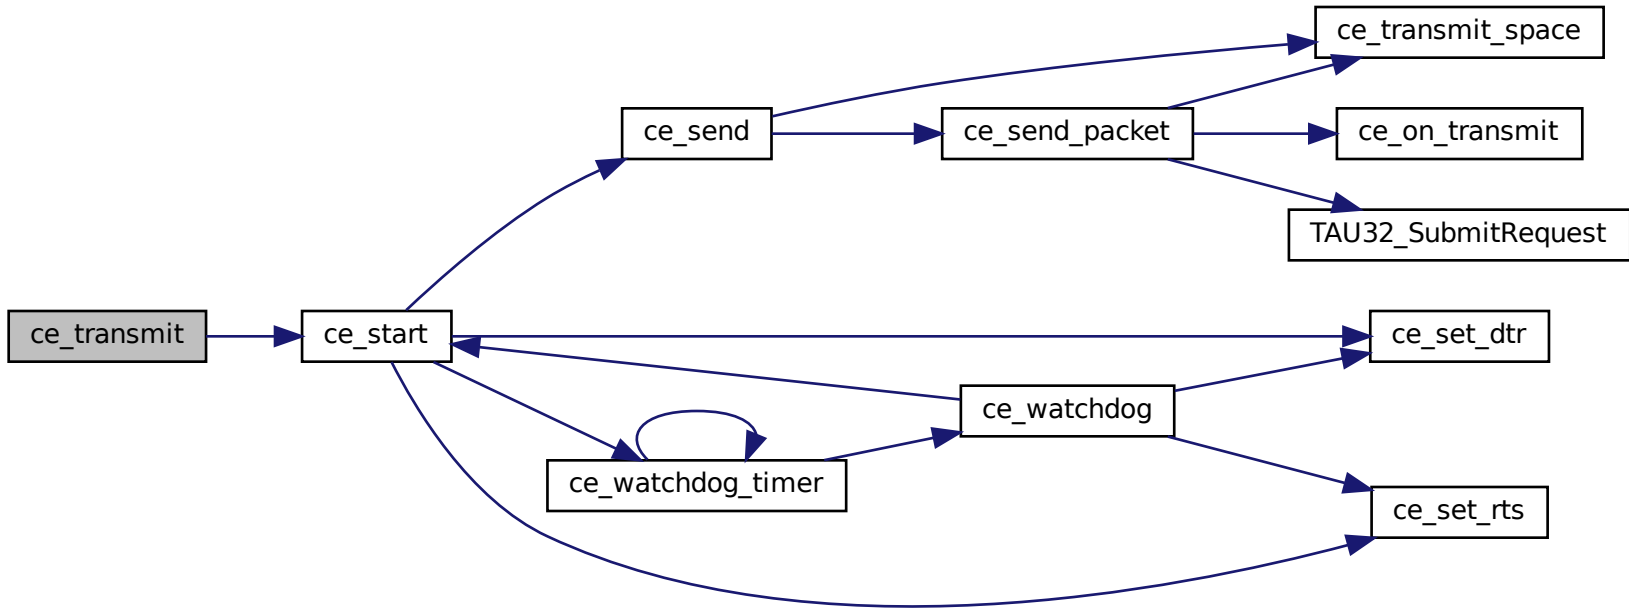 ce_transmit_space
ce_send
ce_send_packet
ce_on_transmit
TAU32_SubmitRequest
ce_transmit
ce_start
ce_set_dtr
ce_watchdog
ce_watchdog_timer
ce_set_rts